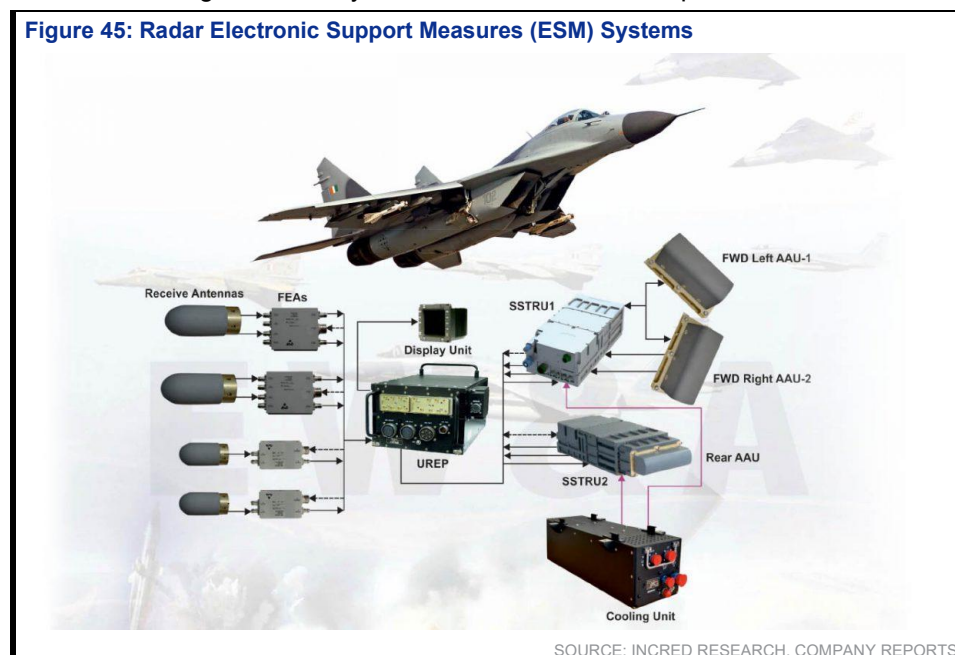 Figure 45: Radar Electronic Support Measures (ESM) Systems
FWD Left AAU-1
Receive Antennas
FEAs
SSTRU1
Display Unit
FWD Right AAU-2
UREP
Rear AAU
SSTRU2
Cooling Unit
EW&A
SOURCE: INCRED RESEARCH, COMPANY REPORTS